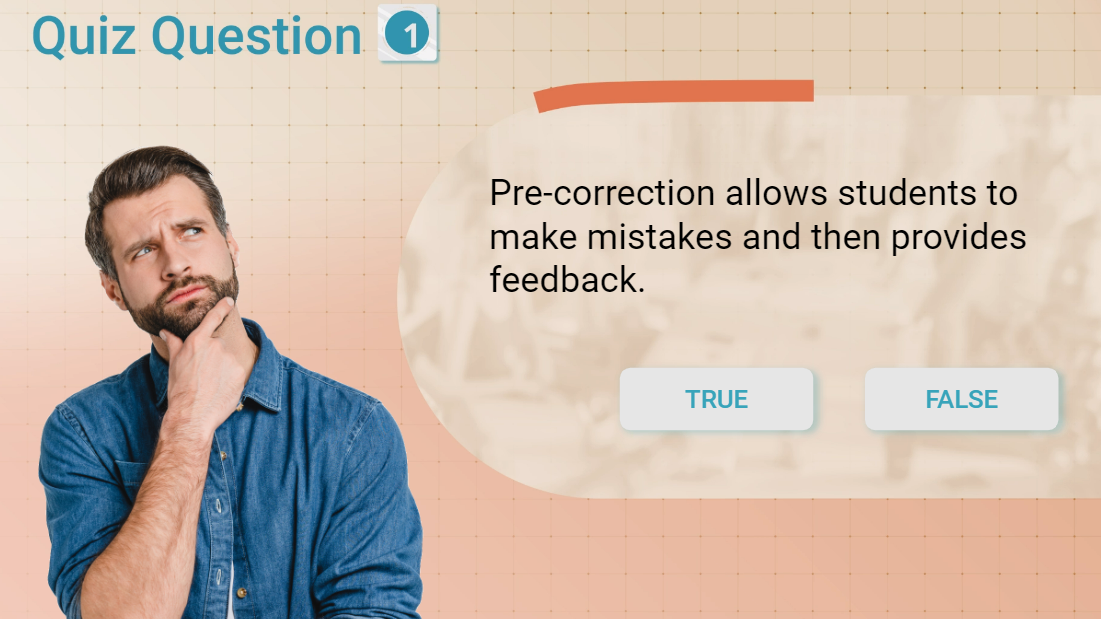 Quiz Question 1
Pre-correction allows students to
make mistakes and then provides
feedback.
TRUE FALSE